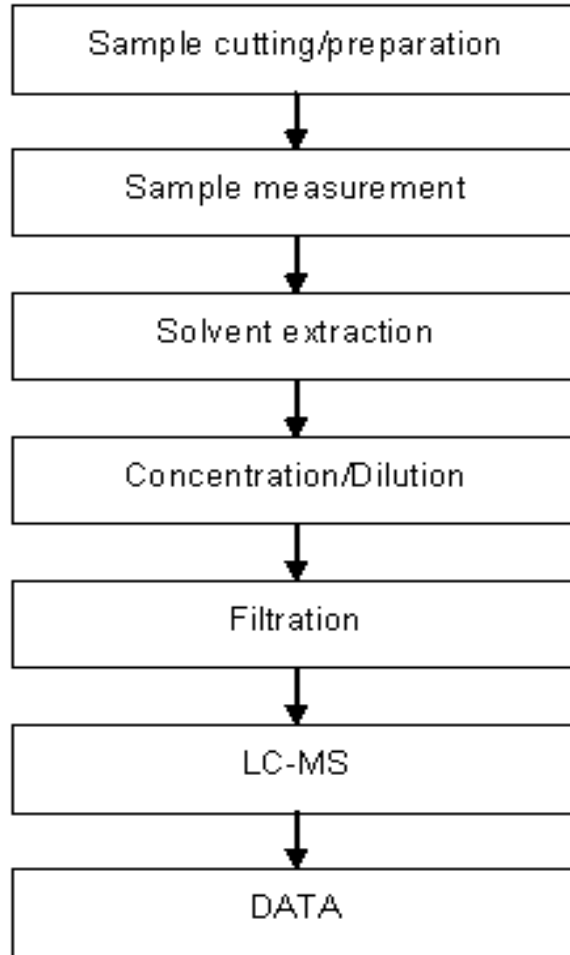 Sample cutting/preparation
Sample measurement
Solvent extraction
Concentration/Dilution
Filtration
LC-MS
DATA